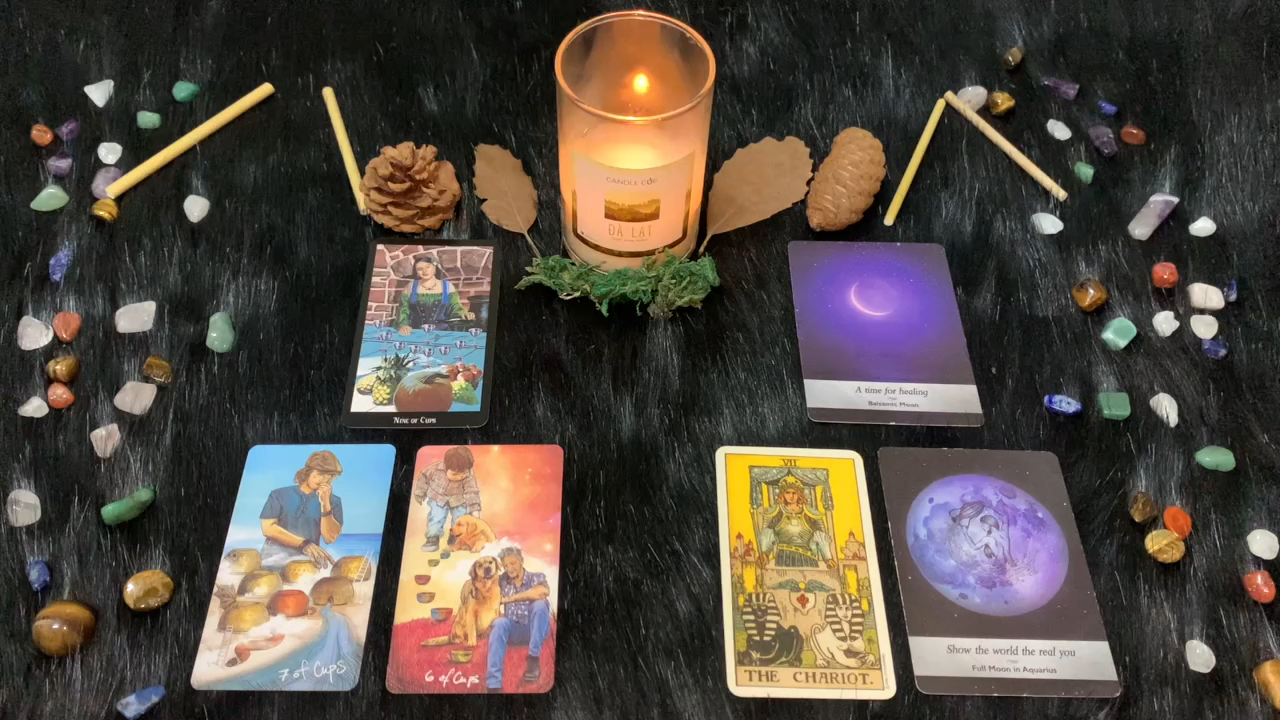 CANDLE CUP
ĐÀ LẠT
NINE OF CUPS
A time for healing
Balsamic Moon
7 of Cups
6 of Cups
VII
THE CHARIOT.
Show the world the real you
Full Moon in Aquarius